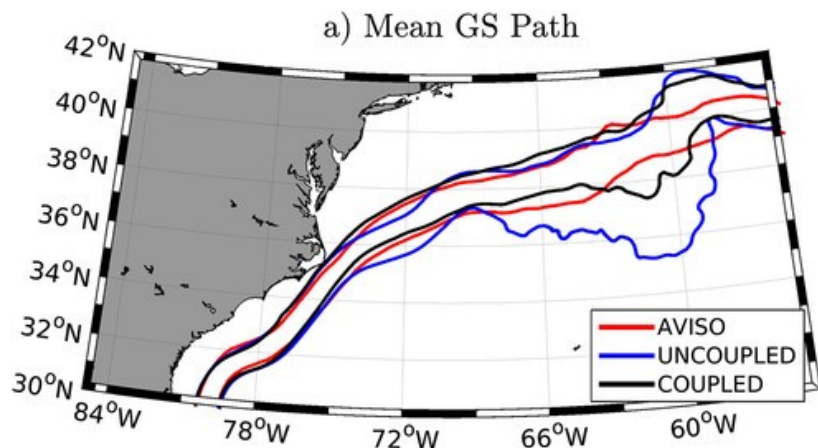 a) Mean GS Path
42°N
40°N
38°N
36°N
34°N
32°N
30°N
84°W
78°W
72°W
66°W
60°W
AVISO
UNCOUPLED
COUPLED